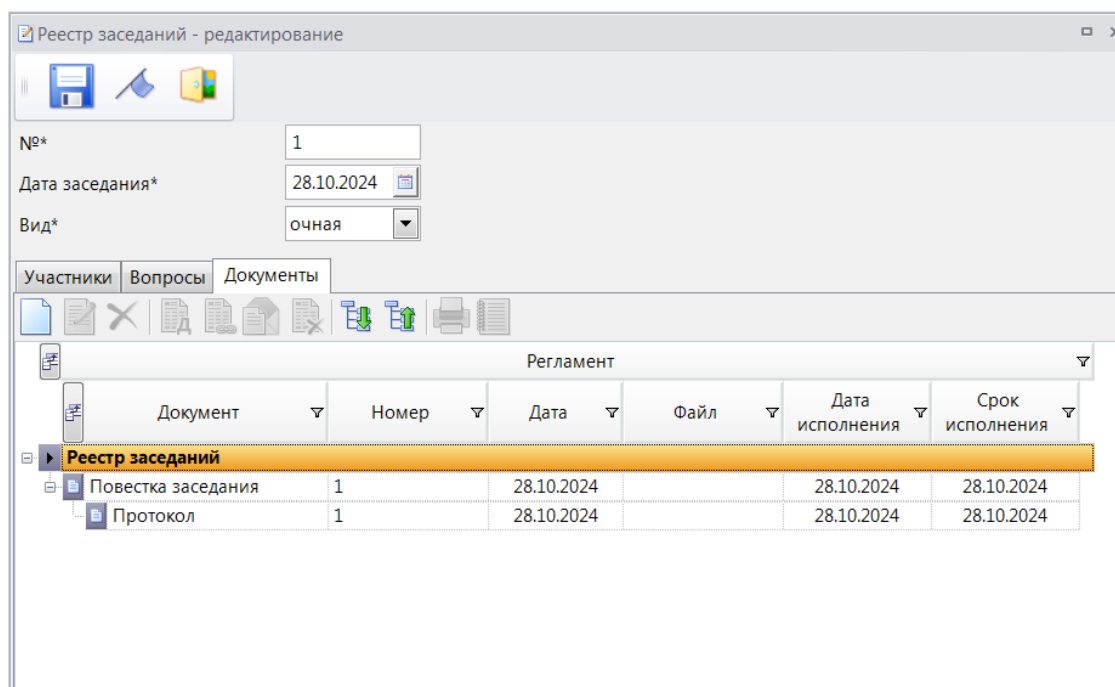 Реестр заседаний - редактирование
№* 1
Дата заседания* 28.10.2024
Вид* очная
Участники Вопросы Документы
Регламент
Документ Номер Дата Файл Дата исполнения Срок исполнения
Реестр заседаний
Повестка заседания 1 28.10.2024 28.10.2024 28.10.2024
Протокол 1 28.10.2024 28.10.2024 28.10.2024